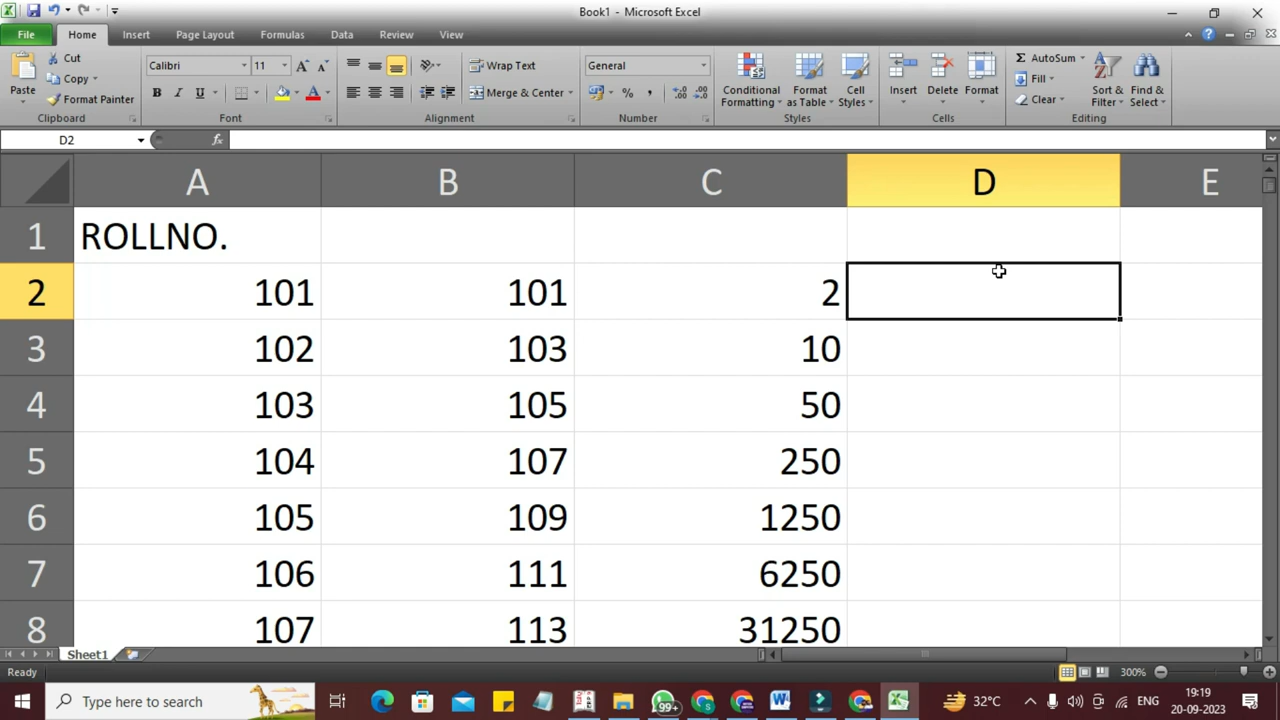 Book1 - Microsoft Excel
File Home Insert Page Layout Formulas Data Review View
Paste
Cut
Copy
Format Painter
Clipboard
Calibri 11 A A
B I U A
Font
Wrap Text
Merge & Center
Alignment
General
% , .0 .00
Number
Conditional Formatting
Format as Table
Cell Styles
Styles
Insert Delete Format
Cells
Σ AutoSum
Fill
Clear
Sort & Filter
Find & Select
Editing
D2 fx
A B C D E
1 ROLLNO.
2 101 101 2
3 102 103 10
4 103 105 50
5 104 107 250
6 105 109 1250
7 106 111 6250
8 107 113 31250
Sheet1
Ready 300%
Type here to search 99+ 32°C ENG 19:19
20-09-2023